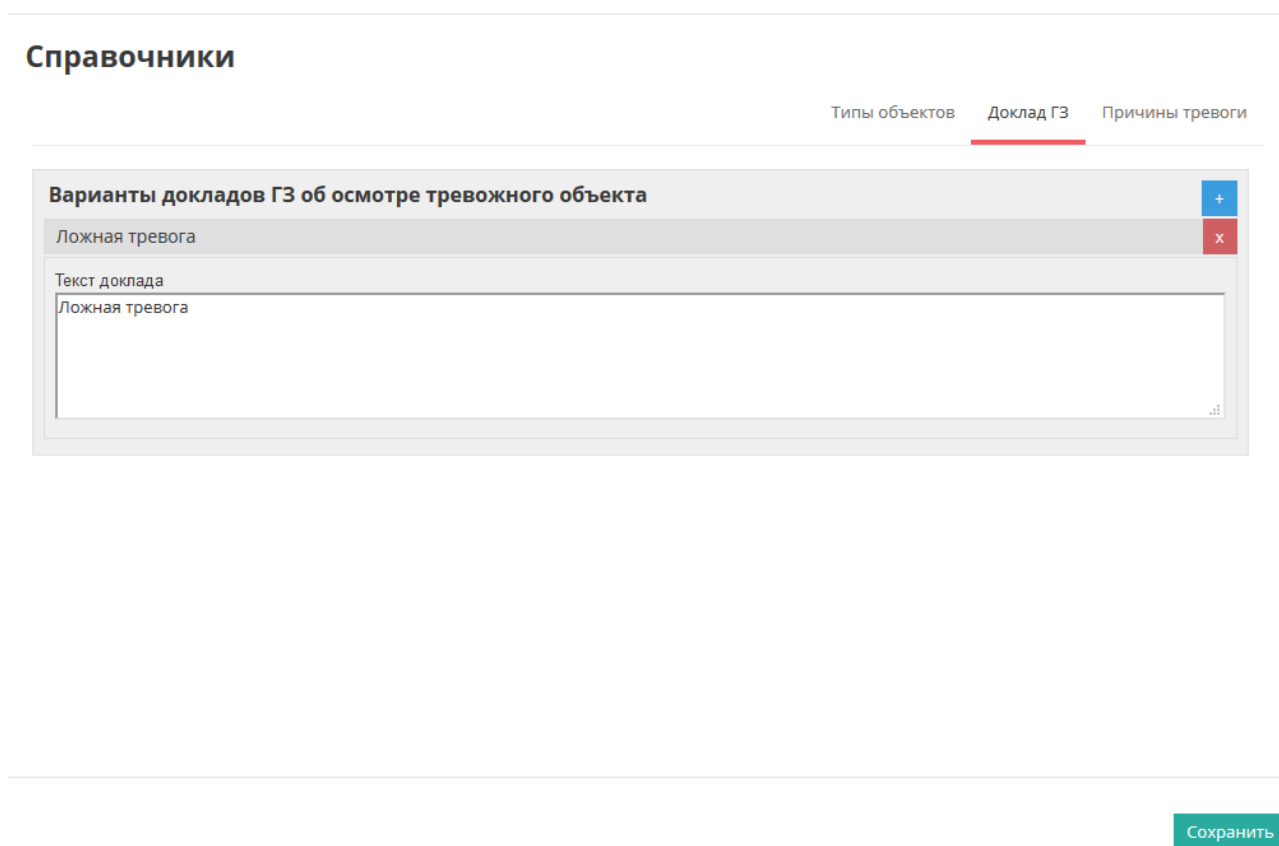 Справочники
Типы объектов Доклад ГЗ Причины тревоги
Варианты докладов ГЗ об осмотре тревожного объекта +
Ложная тревога x
Текст доклада
Ложная тревога
Сохранить